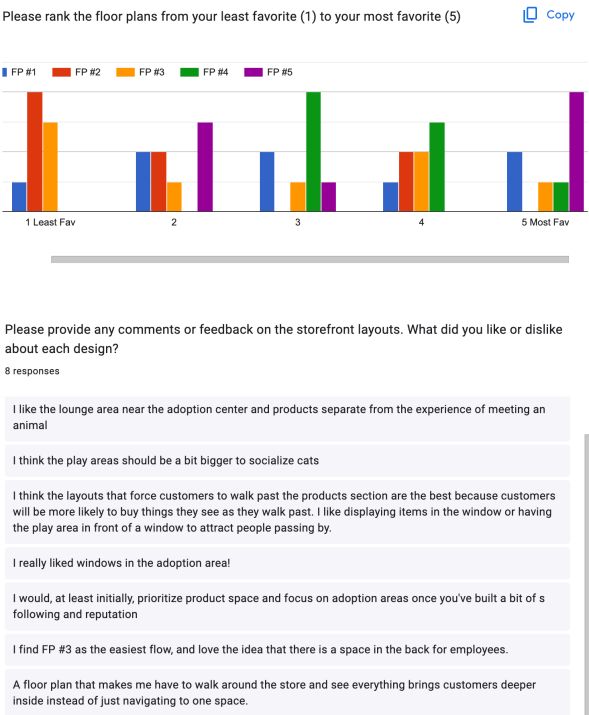 Please rank the floor plans from your least favorite (1) to your most favorite (5)
Copy
FP #1 FP #2 FP #3 FP #4 FP #5
1 Least Fav 2 3 4 5 Most Fav
Please provide any comments or feedback on the storefront layouts. What did you like or dislike
about each design?
8 responses
I like the lounge area near the adoption center and products separate from the experience of meeting an
animal
I think the play areas should be a bit bigger to socialize cats
I think the layouts that force customers to walk past the products section are the best because customers
will be more likely to buy things they see as they walk past. I like displaying items in the window or having
the play area in front of a window to attract people passing by.
I really liked windows in the adoption area!
I would, at least initially, prioritize product space and focus on adoption areas once you've built a bit of s
following and reputation
I find FP #3 as the easiest flow, and love the idea that there is a space in the back for employees.
A floor plan that makes me have to walk around the store and see everything brings customers deeper
inside instead of just navigating to one space.